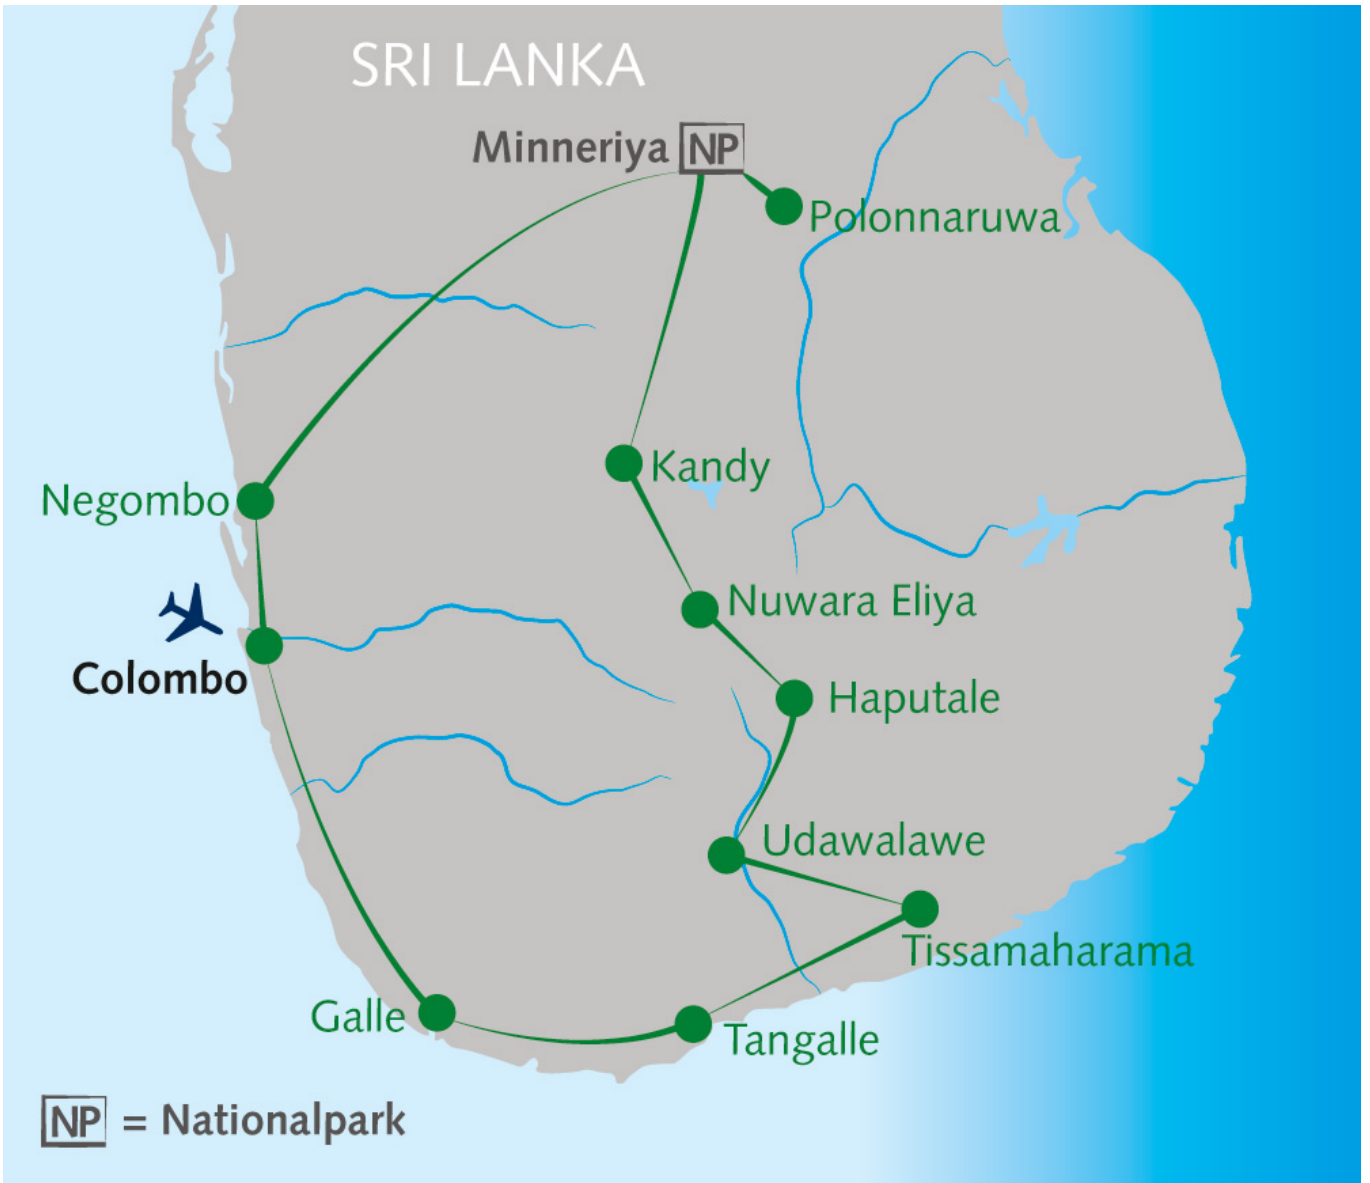 SRI LANKA
Minneriya NP
Polonnaruwa
Kandy
Negombo
Nuwara Eliya
Colombo
Haputale
Udawalawe
Tissamaharama
Galle
Tangalle
NP = Nationalpark